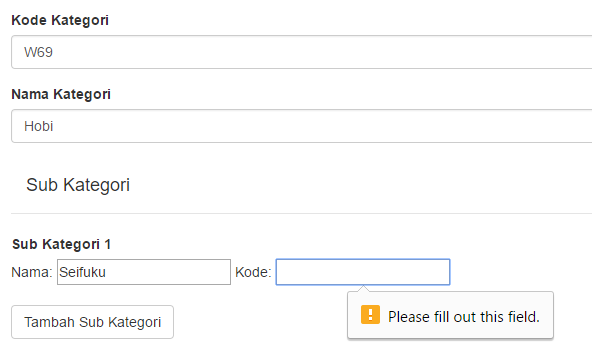 Kode Kategori
W69
Nama Kategori
Hobi
Sub Kategori
Sub Kategori 1
Nama: Seifuku Kode:
Please fill out this field.
Tambah Sub Kategori